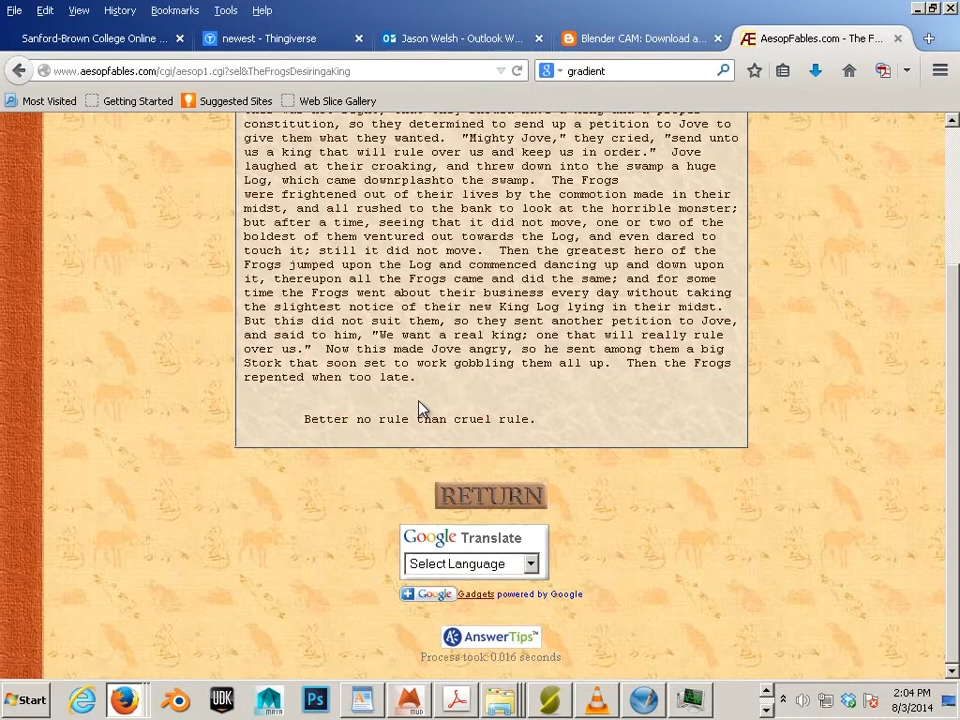 File Edit View History Bookmarks Tools Help
Sanford-Brown College Online ... newest - Thingiverse Jason Welsh - Outlook W... Blender CAM: Download a... AesopFables.com - The F...
www.aesopfables.com/cgi/aesop1.cgi?sel&TheFrogsDesiringaKing gradient
Most Visited Getting Started Suggested Sites Web Slice Gallery
constitution, so they determined to send up a petition to Jove to
give them what they wanted. "Mighty Jove," they cried, "send unto
us a king that will rule over us and keep us in order." Jove
laughed at their croaking, and threw down into the swamp a huge
Log, which came downrplashto the swamp. The Frogs
were frightened out of their lives by the commotion made in their
midst, and all rushed to the bank to look at the horrible monster;
but after a time, seeing that it did not move, one or two of the
boldest of them ventured out towards the Log, and even dared to
touch it; still it did not move. Then the greatest hero of the
Frogs jumped upon the Log and commenced dancing up and down upon
it, thereupon all the Frogs came and did the same; and for some
time the Frogs went about their business every day without taking
the slightest notice of their new King Log lying in their midst.
But this did not suit them, so they sent another petition to Jove,
and said to him, "We want a real king; one that will really rule
over us." Now this made Jove angry, so he sent among them a big
Stork that soon set to work gobbling them all up. Then the Frogs
repented when too late.
Better no rule than cruel rule.
RETURN
Google Translate
Select Language
Google Gadgets powered by Google
AnswerTips™
Process took: 0.016 seconds
Start UDK MAYA Ps MUD 2:04 PM
8/3/2014